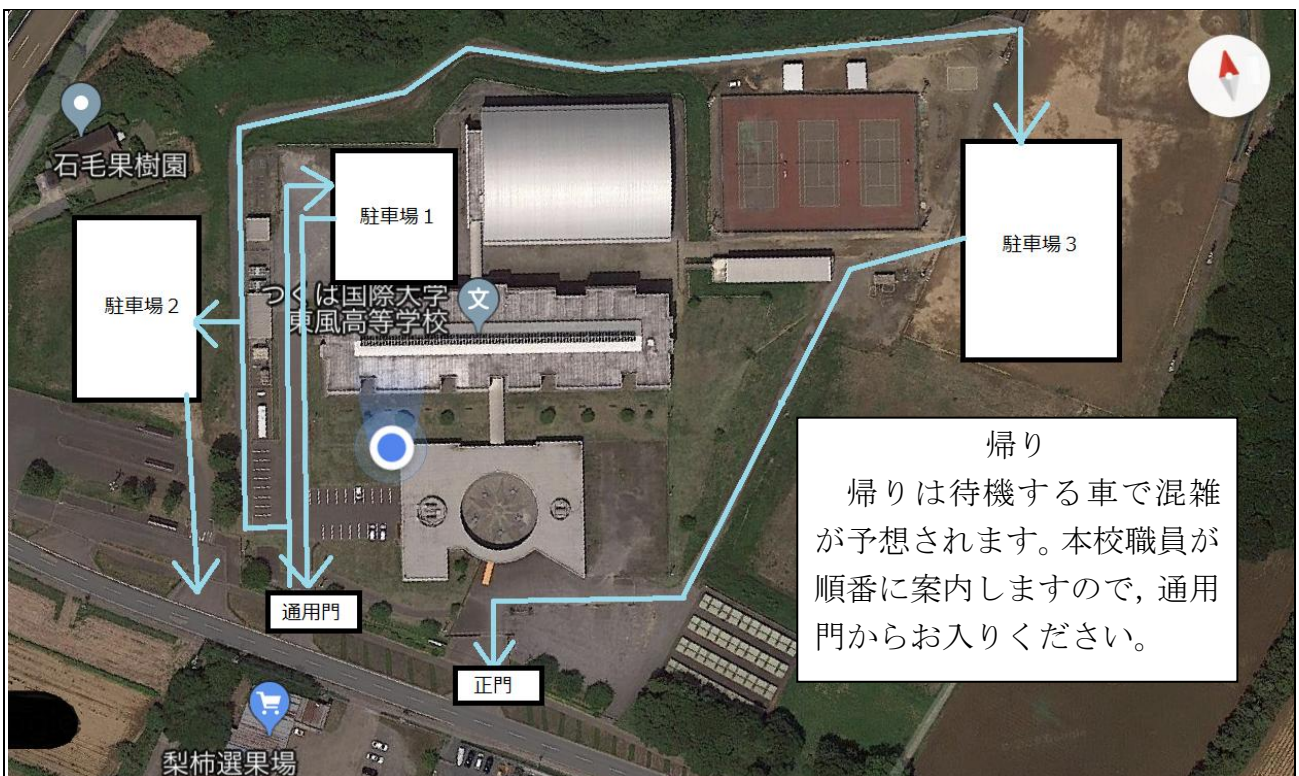 石毛果樹園
駐車場１
駐車場２
駐車場３
つくば国際大学
東風高等学校
文
帰り
帰りは待機する車で混雑
が予想されます。本校職員が
順番に案内しますので，通用
門からお入りください。
通用門
正門
梨柿選果場